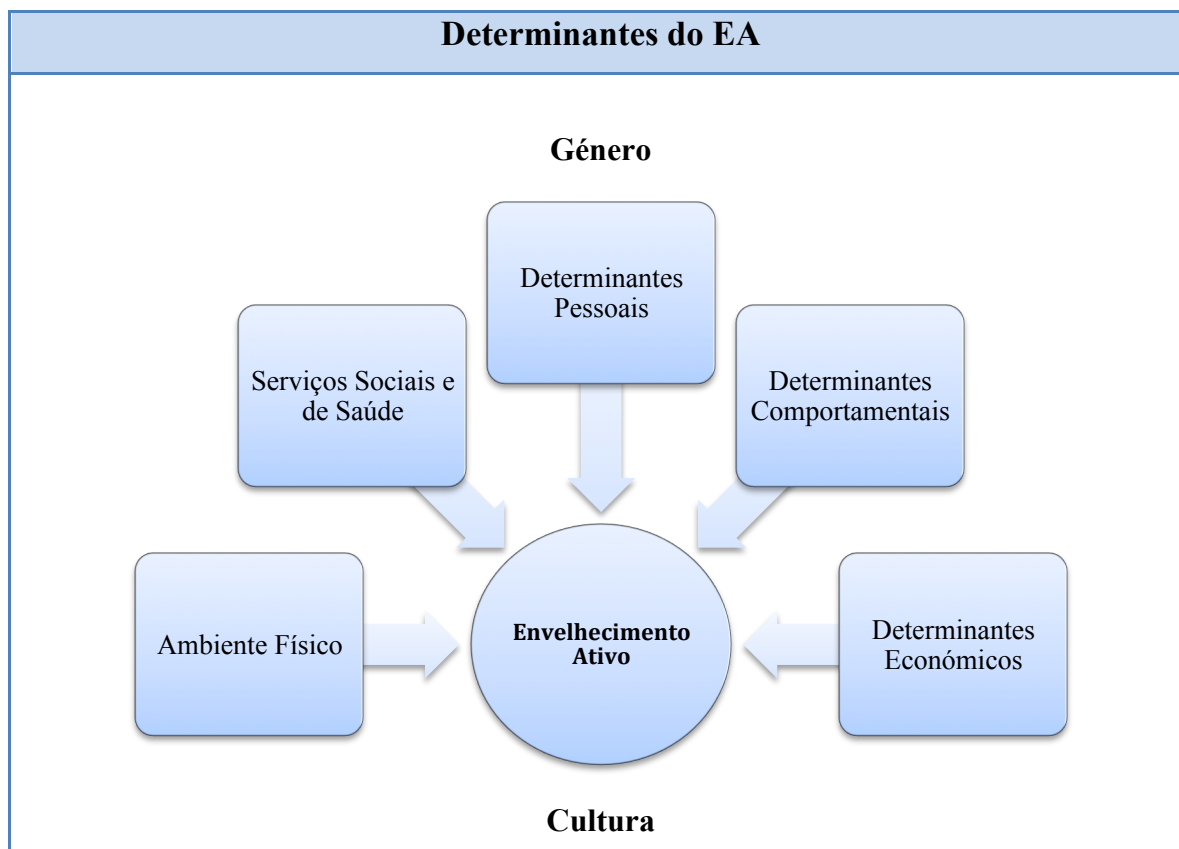 Determinantes do EA
Género
Determinantes
Pessoais
Serviços Sociais e
de Saúde
Determinantes
Comportamentais
Ambiente Físico
Envelhecimento
Ativo
Determinantes
Económicos
Cultura